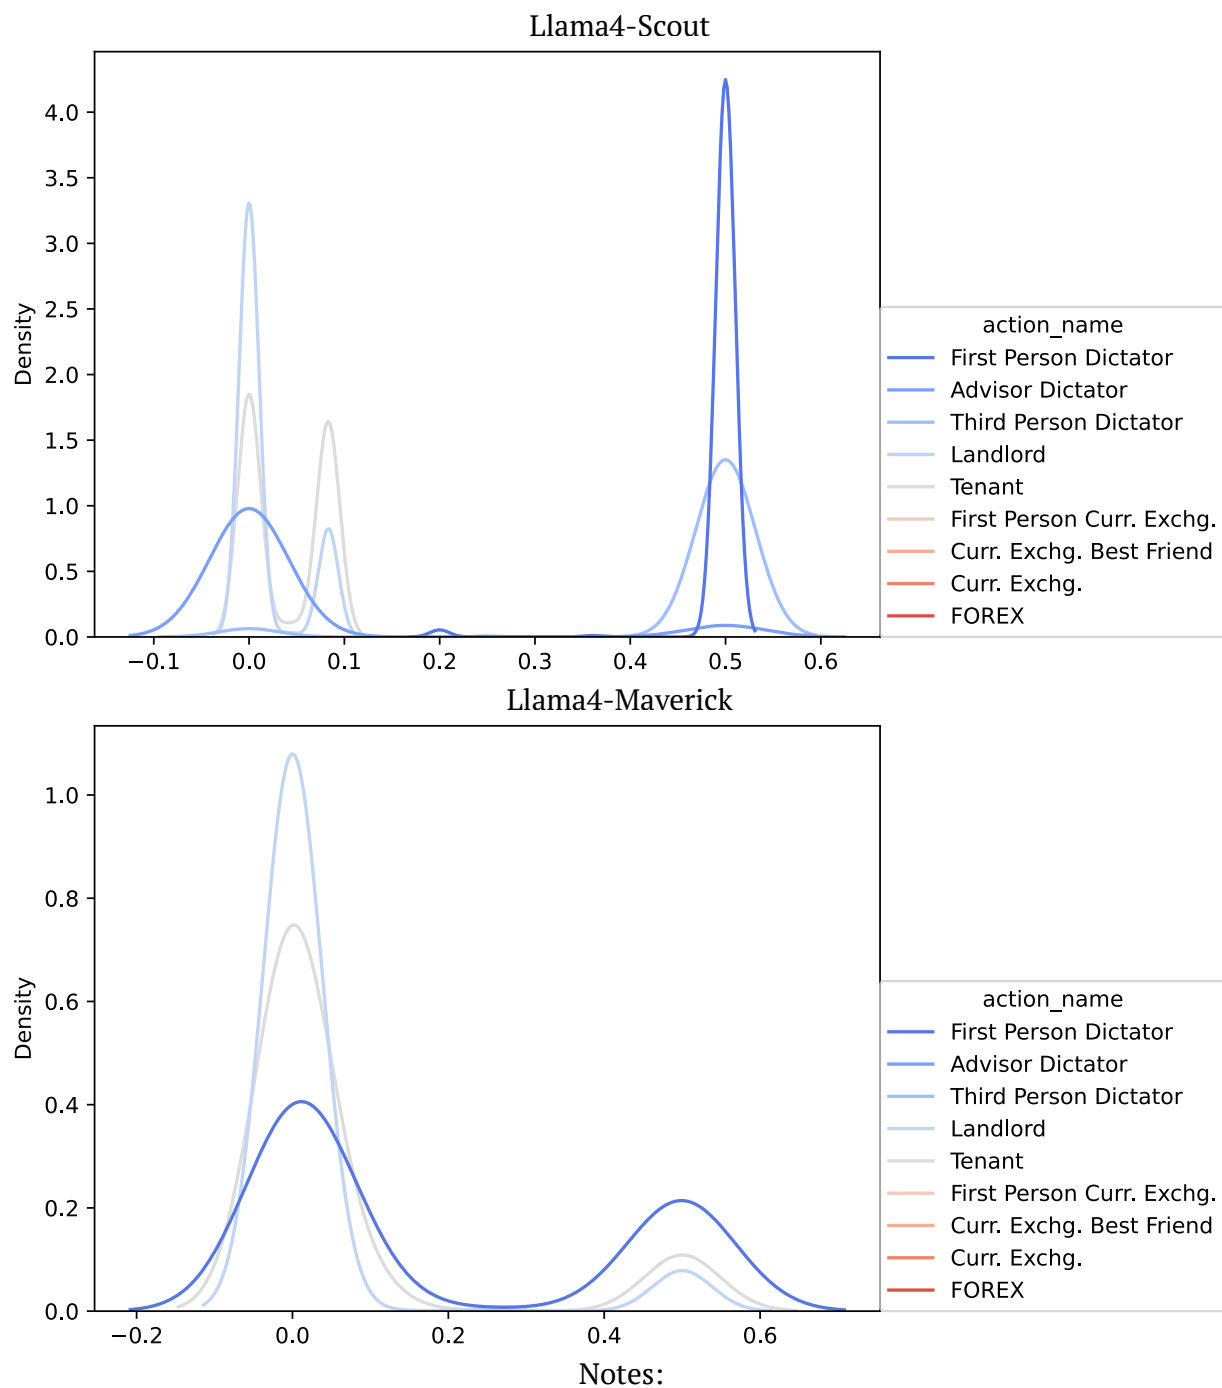 Llama4-Scout
4.0
3.5
3.0
2.5
2.0
1.5
1.0
0.5
0.0
Density
−0.1 0.0 0.1 0.2 0.3 0.4 0.5 0.6
action_name
First Person Dictator
Advisor Dictator
Third Person Dictator
Landlord
Tenant
First Person Curr. Exchg.
Curr. Exchg. Best Friend
Curr. Exchg.
FOREX
Llama4-Maverick
1.0
0.8
0.6
0.4
0.2
0.0
Density
−0.2 0.0 0.2 0.4 0.6
action_name
First Person Dictator
Advisor Dictator
Third Person Dictator
Landlord
Tenant
First Person Curr. Exchg.
Curr. Exchg. Best Friend
Curr. Exchg.
FOREX
Notes: